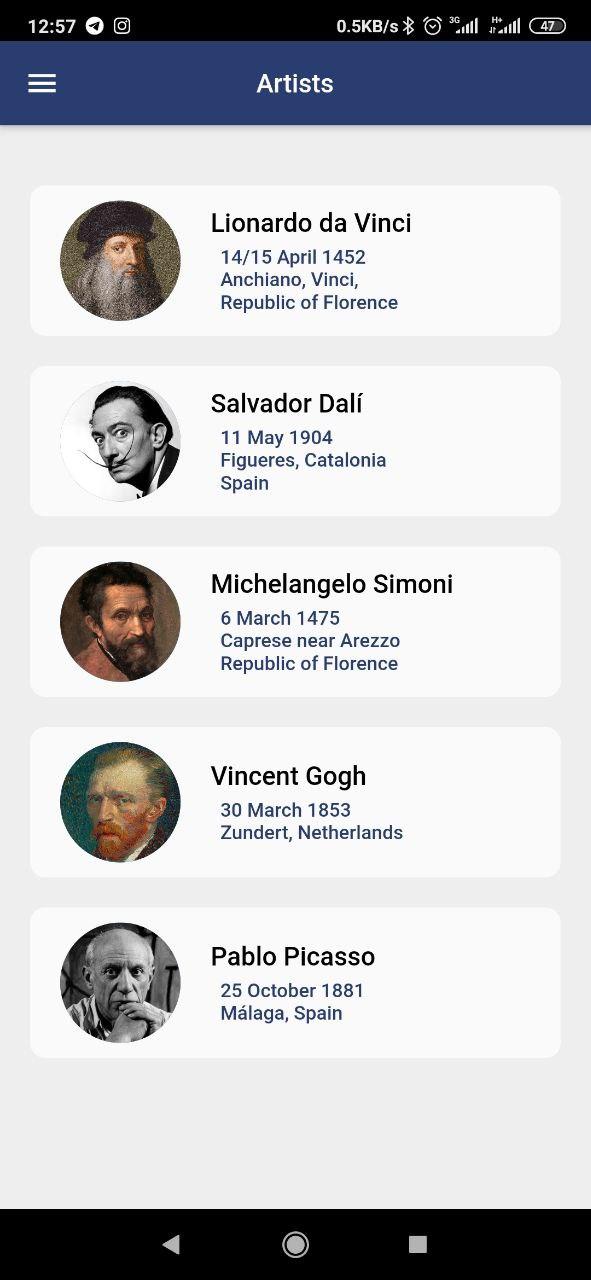 12:57 0.5KB/s 3G H+ 47
Artists
Lionardo da Vinci
14/15 April 1452
Anchiano, Vinci,
Republic of Florence
Salvador Dalí
11 May 1904
Figueres, Catalonia
Spain
Michelangelo Simoni
6 March 1475
Caprese near Arezzo
Republic of Florence
Vincent Gogh
30 March 1853
Zundert, Netherlands
Pablo Picasso
25 October 1881
Málaga, Spain